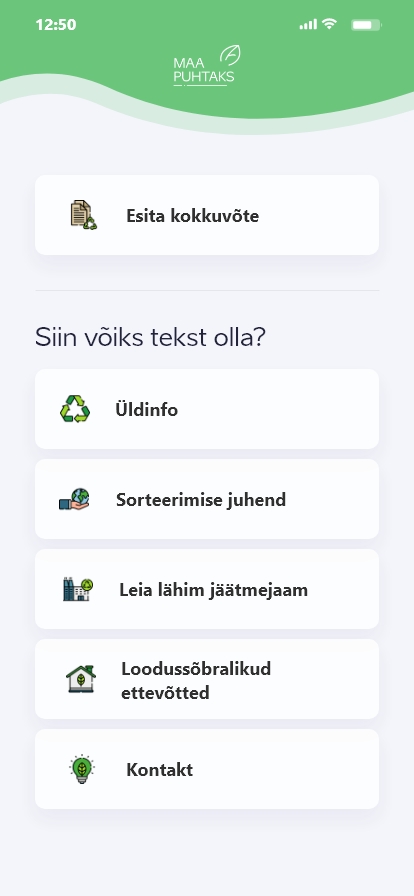 12:50
MAA
PUHTAKS
Esita kokkuvõte
Siin võiks tekst olla?
Üldinfo
Sorteerimise juhend
Leia lähim jäätmejaam
Loodussõbralikud
ettevõtted
Kontakt